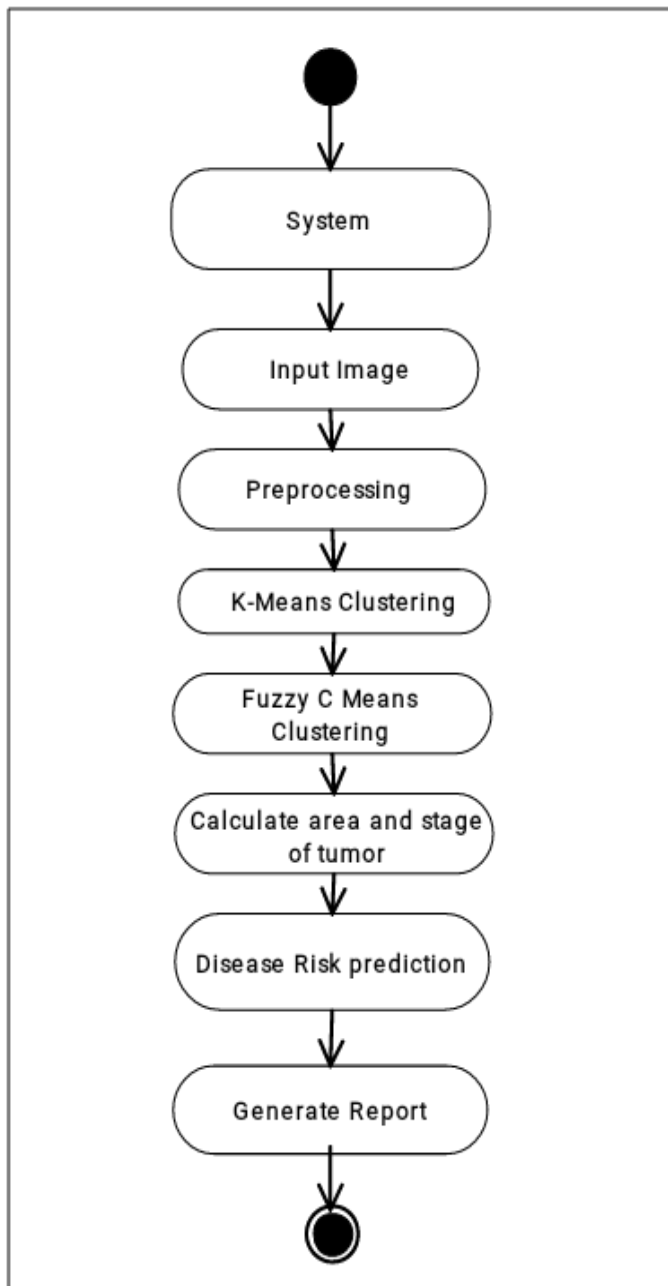 System
Input Image
Preprocessing
K-Means Clustering
Fuzzy C Means
Clustering
Calculate area and stage
of tumor
Disease Risk prediction
Generate Report